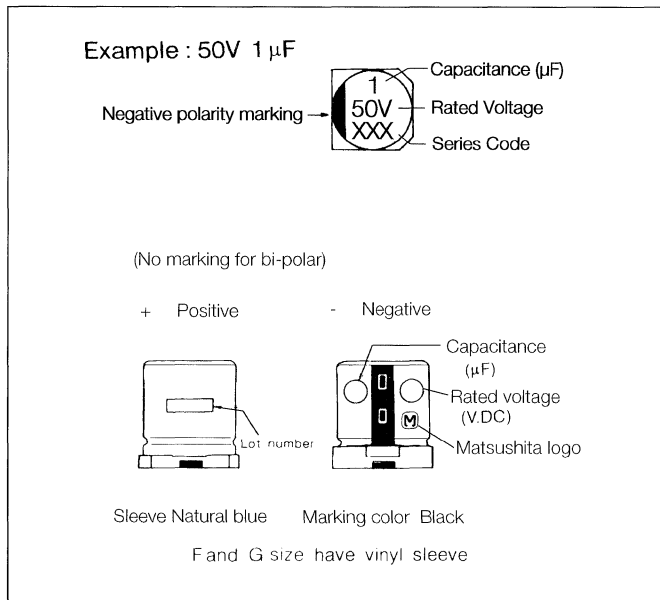 Example : 50V 1 µF
Capacitance (µF)
1
Negative polarity marking
50V
Rated Voltage
XXX
Series Code
(No marking for bi-polar)
+ Positive
- Negative
Capacitance
(µF)
Rated voltage
(V.DC)
Lot number
M
Matsushita logo
Sleeve Natural blue
Marking color Black
F and G size have vinyl sleeve